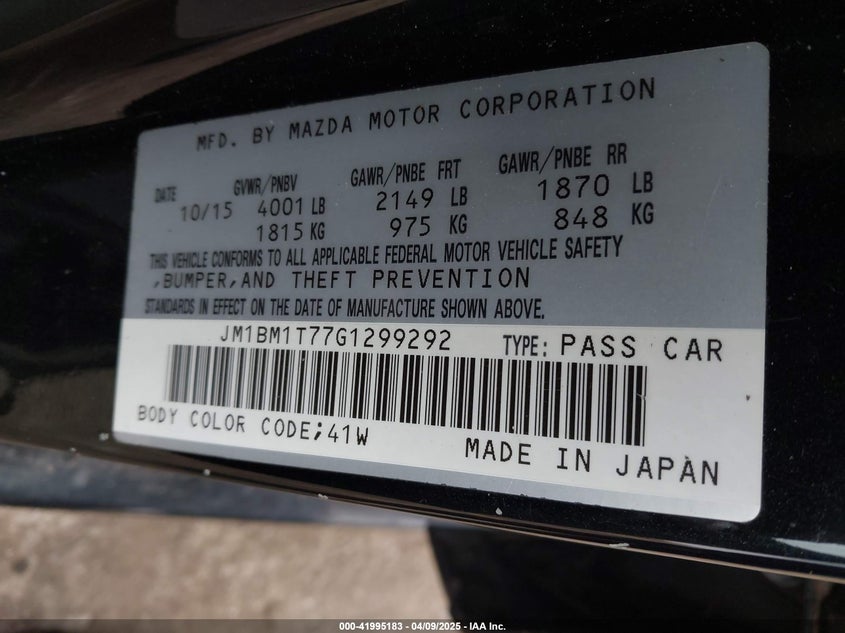 MFD. BY MAZDA MOTOR CORPORATION
DATE GVWR/PNBV GAWR/PNBE FRT GAWR/PNBE RR
10/15 4001 LB 2149 LB 1870 LB
1815 KG 975 KG 848 KG
THIS VEHICLE CONFORMS TO ALL APPLICABLE FEDERAL MOTOR VEHICLE SAFETY
,BUMPER,AND THEFT PREVENTION
STANDARDS IN EFFECT ON THE DATE OF MANUFACTURE SHOWN ABOVE.
JM1BM1T77G1299292 TYPE: PASS CAR
BODY COLOR CODE;41W
MADE IN JAPAN
000-41995183 - 04/09/2025 - IAA Inc.